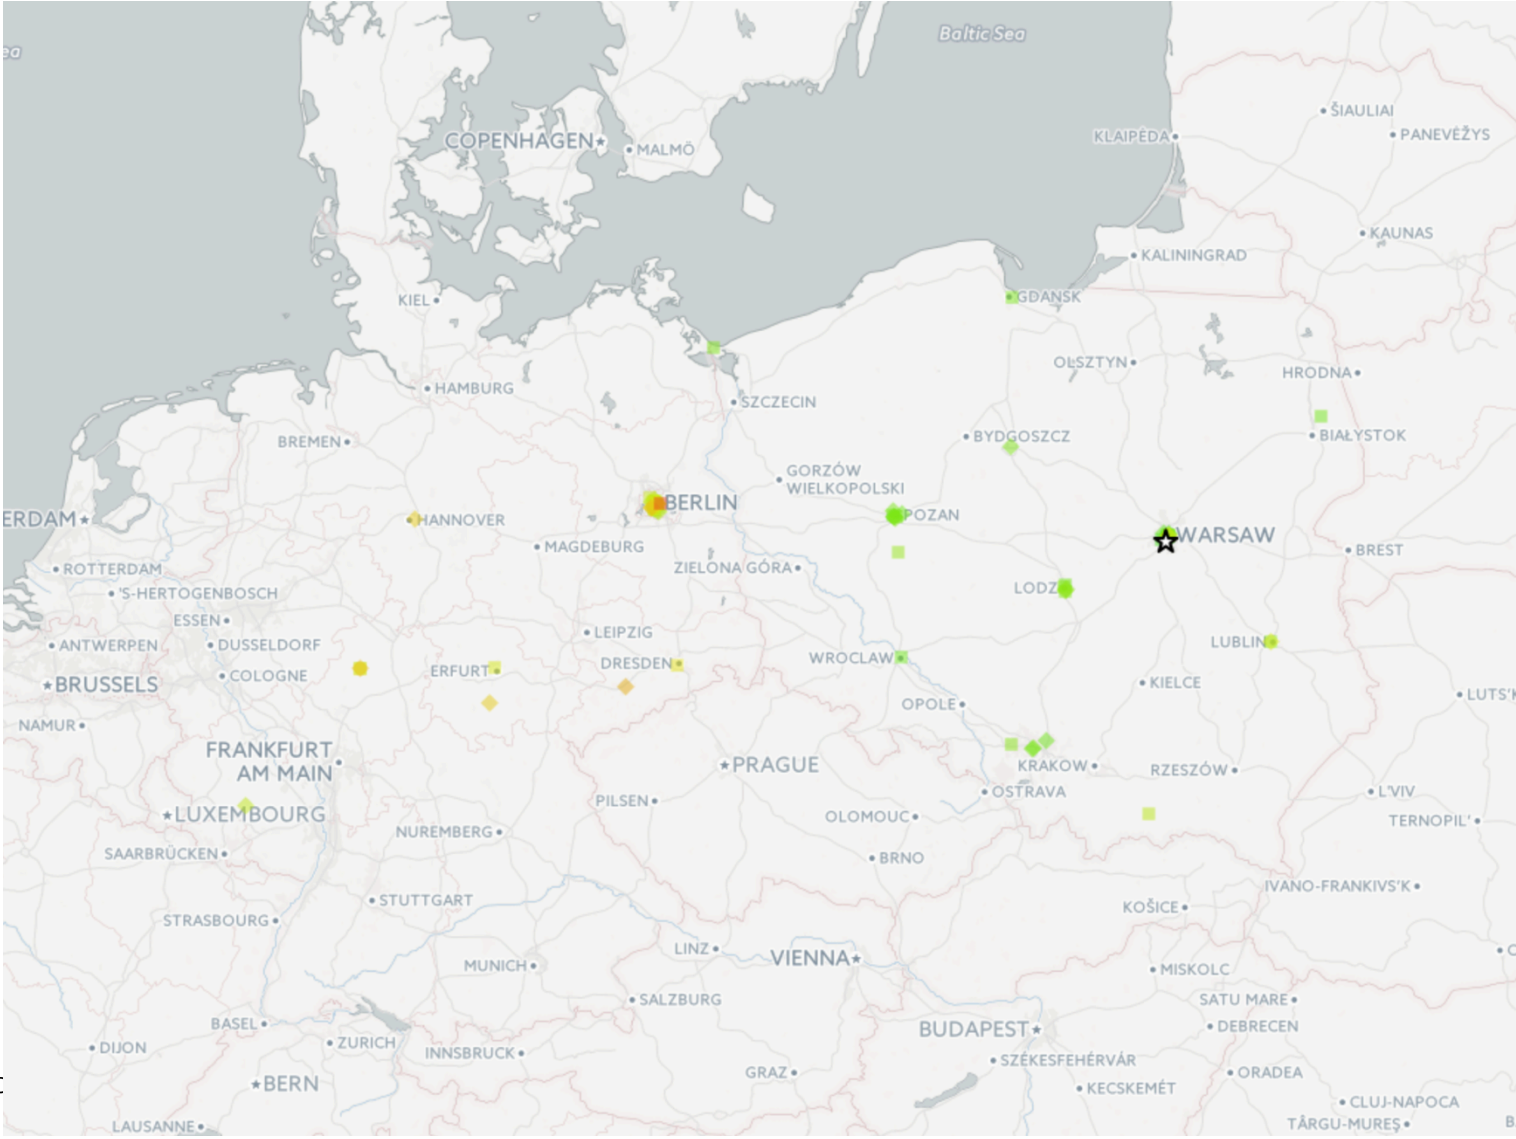 Baltic Sea
ea
ŠIAULIAI
PANEVĖŽYS
KLAIPĖDA
COPENHAGEN
MALMÖ
KAUNAS
KALININGRAD
KIEL
GDANSK
OLSZTYN
HRODNA
HAMBURG
SZCZECIN
BREMEN
BYDGOSZCZ
BIAŁYSTOK
GORZÓW
WIELKOPOLSKI
BERLIN
ERDAM
HANNOVER
POZAN
WARSAW
MAGDEBURG
BREST
ROTTERDAM
ZIELONA GÓRA
'S-HERTOGENBOSCH
LODZ
ESSEN
LEIPZIG
ANTWERPEN
DUSSELDORF
LUBLIN
DRESDEN
WROCLAW
COLOGNE
ERFURT
BRUSSELS
KIELCE
LUTS'K
NAMUR
OPOLE
FRANKFURT
AM MAIN
PRAGUE
KRAKOW
RZESZÓW
OSTRAVA
L'VIV
PILSEN
LUXEMBOURG
OLOMOUC
TERNOPIL'
NUREMBERG
SAARBRÜCKEN
BRNO
IVANO-FRANKIVS'K
STUTTGART
KOŠICE
STRASBOURG
LINZ
VIENNA
MUNICH
MISKOLC
SALZBURG
SATU MARE
BASEL
BUDAPEST
DEBRECEN
DIJON
ZURICH
INNSBRUCK
SZÉKESFEHÉRVÁR
GRAZ
ORADEA
BERN
KECSKEMÉT
CLUJ-NAPOCA
LAUSANNE
TÂRGU-MUREȘ